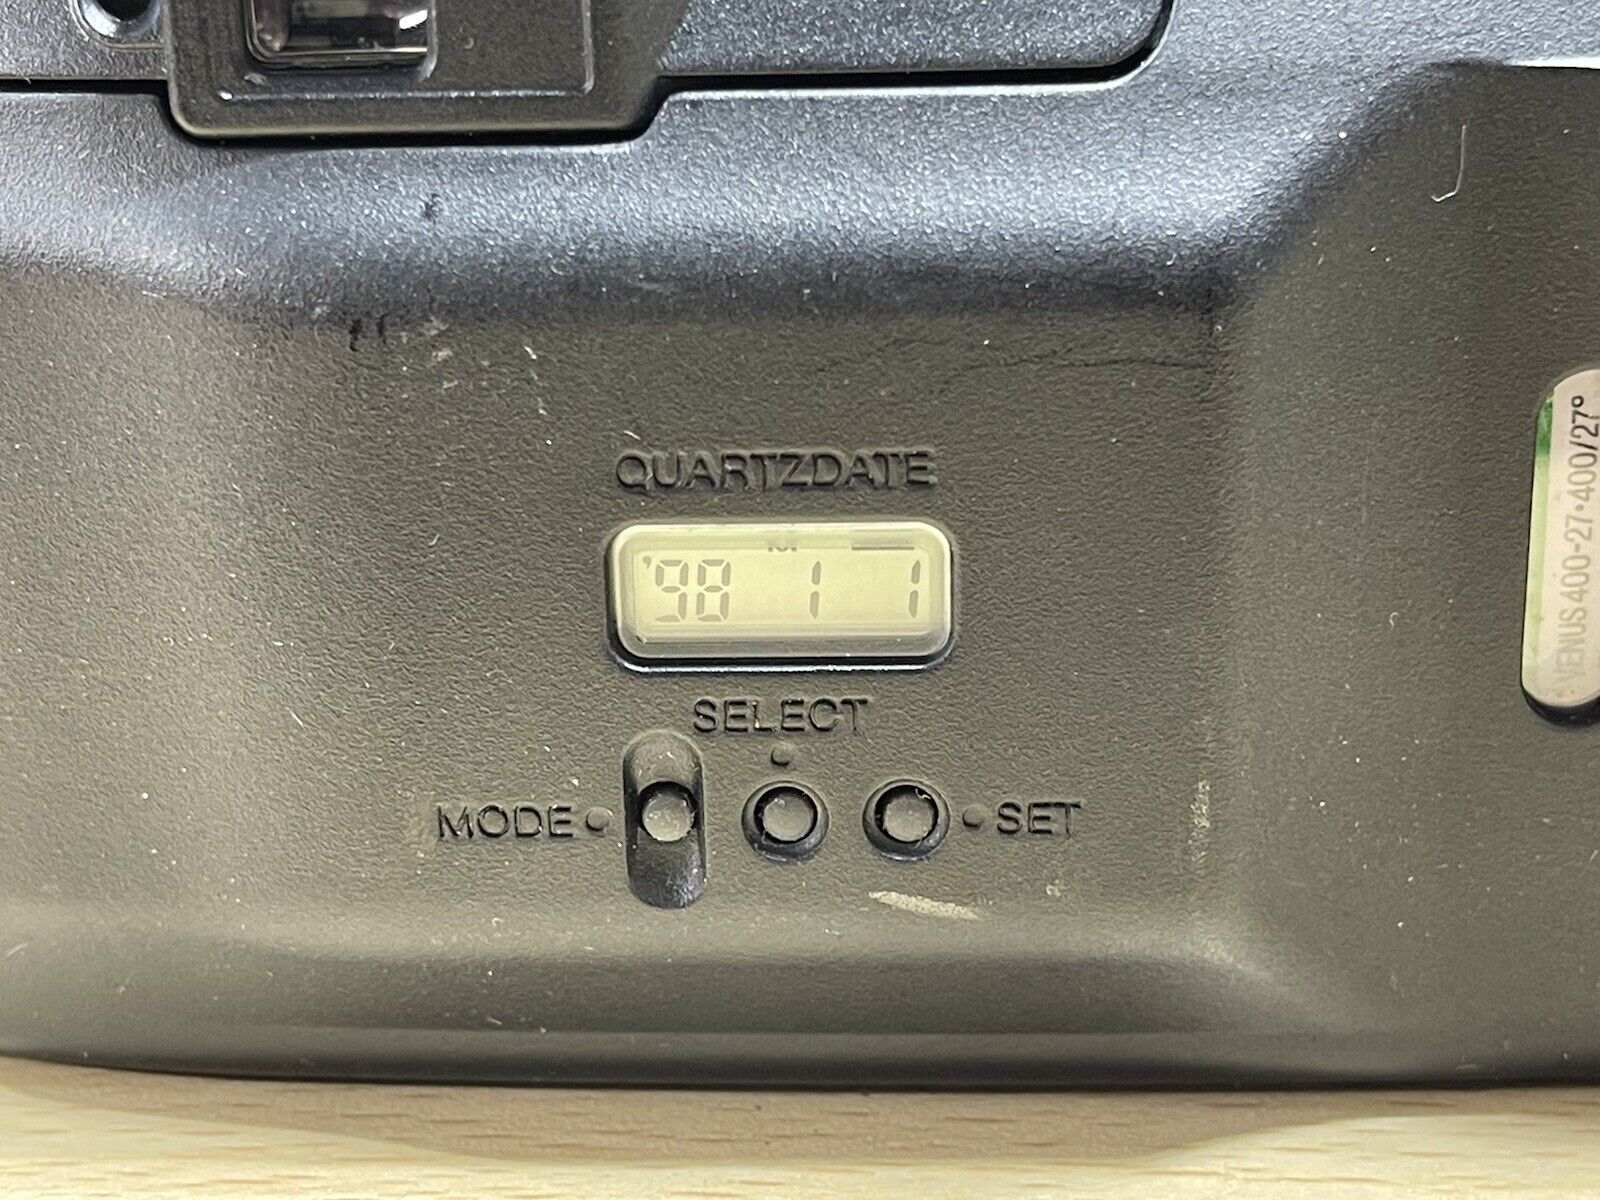 QUARTZDATE
'98 1 1
SELECT
MODE SET
VENUS 400-27•400/27°